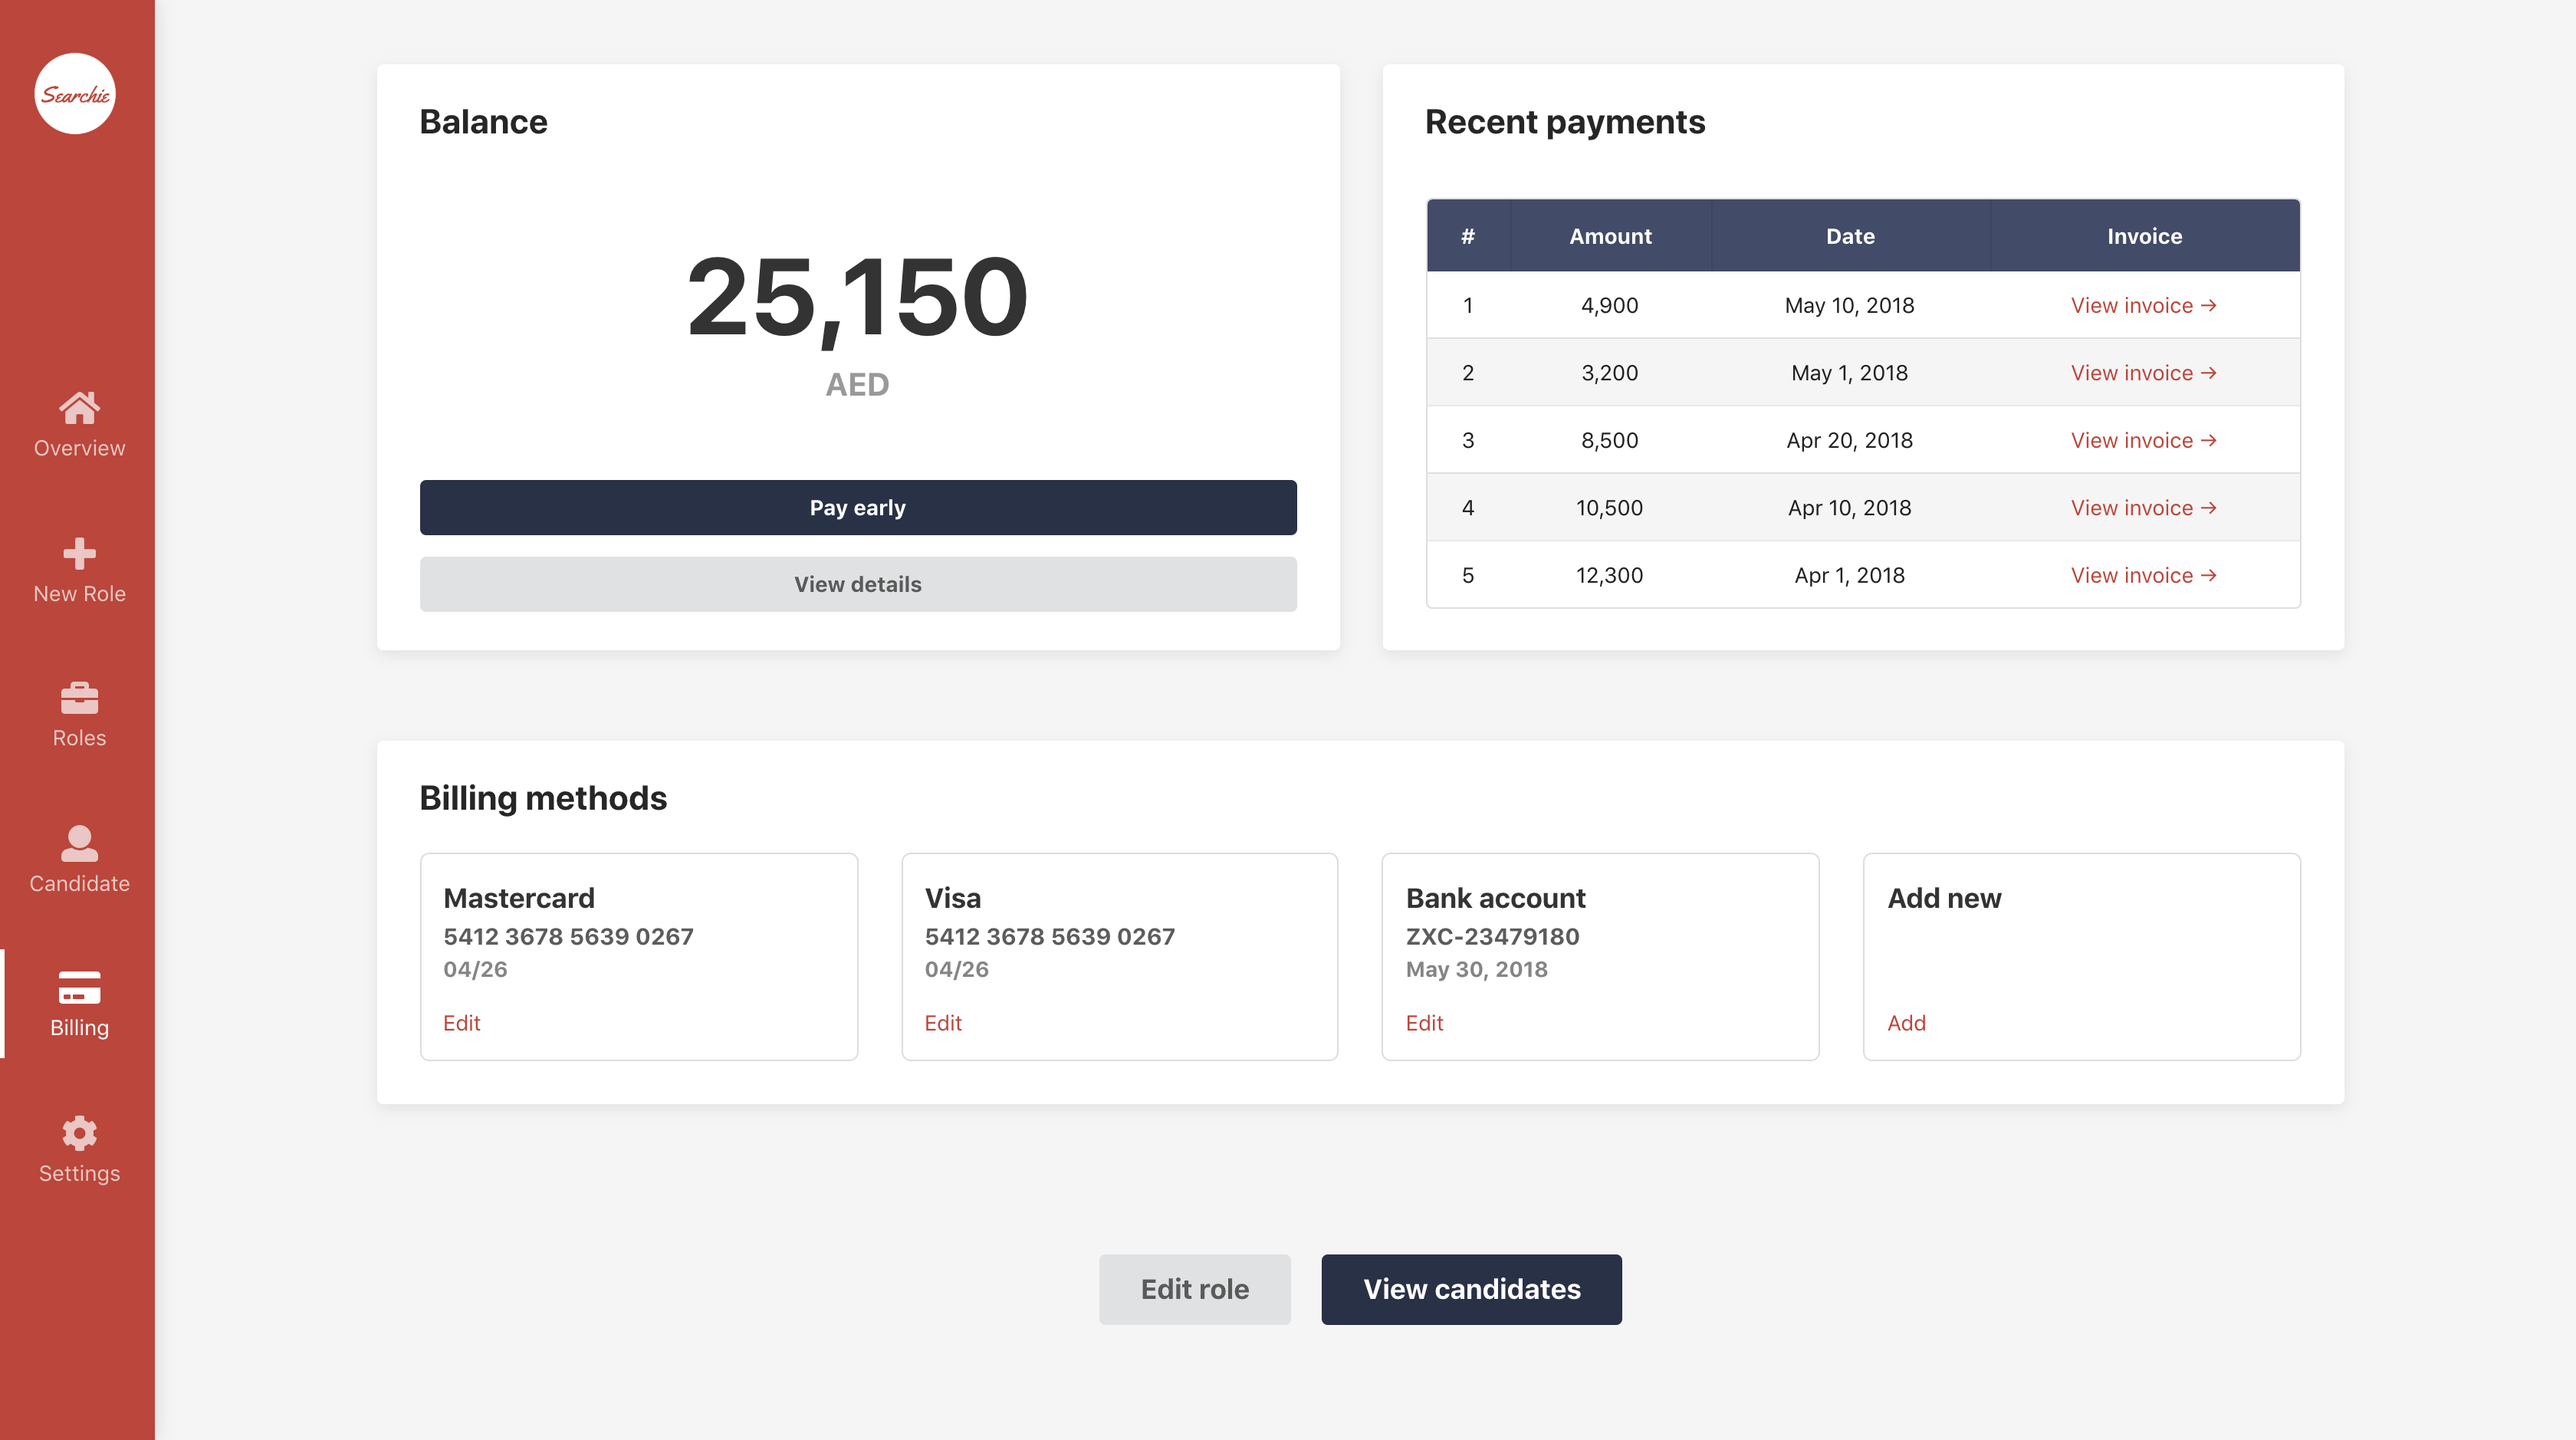 Searchie
Overview
New Role
Roles
Candidate
Billing
Settings
Balance
25,150
AED
Pay early
View details
Recent payments
# Amount Date Invoice
1 4,900 May 10, 2018 View invoice →
2 3,200 May 1, 2018 View invoice →
3 8,500 Apr 20, 2018 View invoice →
4 10,500 Apr 10, 2018 View invoice →
5 12,300 Apr 1, 2018 View invoice →
Billing methods
Mastercard
5412 3678 5639 0267
04/26
Edit
Visa
5412 3678 5639 0267
04/26
Edit
Bank account
ZXC-23479180
May 30, 2018
Edit
Add new
Add
Edit role
View candidates